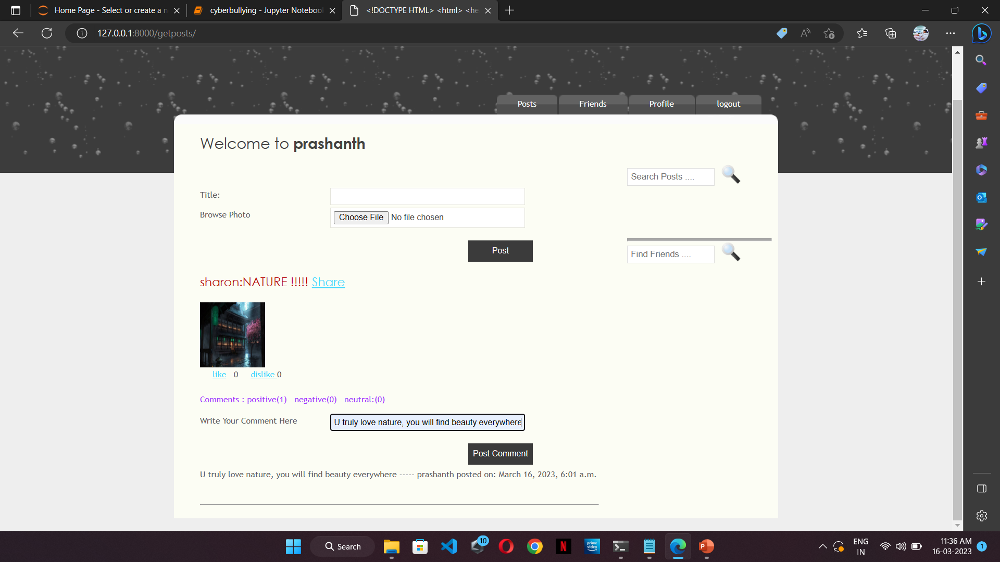 Home Page - Select or create a n
cyberbullying - Jupyter Notebook
<!DOCTYPE HTML> <html> <he
127.0.0.1:8000/getposts/
Posts Friends Profile logout
Welcome to prashanth
Search Posts ....
Title:
Browse Photo
Choose File No file chosen
Post
Find Friends ....
sharon:NATURE !!!!! Share
like 0 dislike 0
Comments : positive(1) negative(0) neutral:(0)
Write Your Comment Here
U truly love nature, you will find beauty everywhere
Post Comment
U truly love nature, you will find beauty everywhere ----- prashanth posted on: March 16, 2023, 6:01 a.m.
Search
10
prime video
ENG
IN
11:36 AM
16-03-2023
1